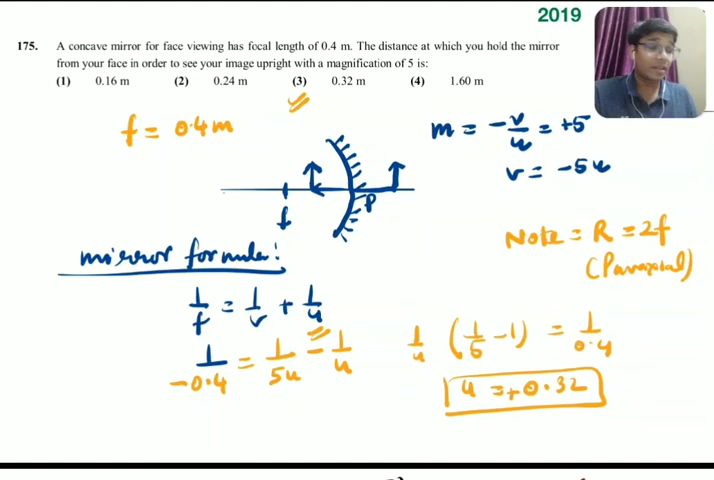 2019
175. A concave mirror for face viewing has focal length of 0.4 m. The distance at which you hold the mirror
from your face in order to see your image upright with a magnification of 5 is:
(1) 0.16 m (2) 0.24 m (3) 0.32 m (4) 1.60 m
f = 0.4m
m = -v/u = +5
v = -5u
P
f
Note = R = 2f
(Paraxial)
mirror formula:
1/f = 1/v + 1/u
1/-0.4 = 1/5u - 1/u
1/u (1/5 - 1) = 1/0.4
u = +0.32